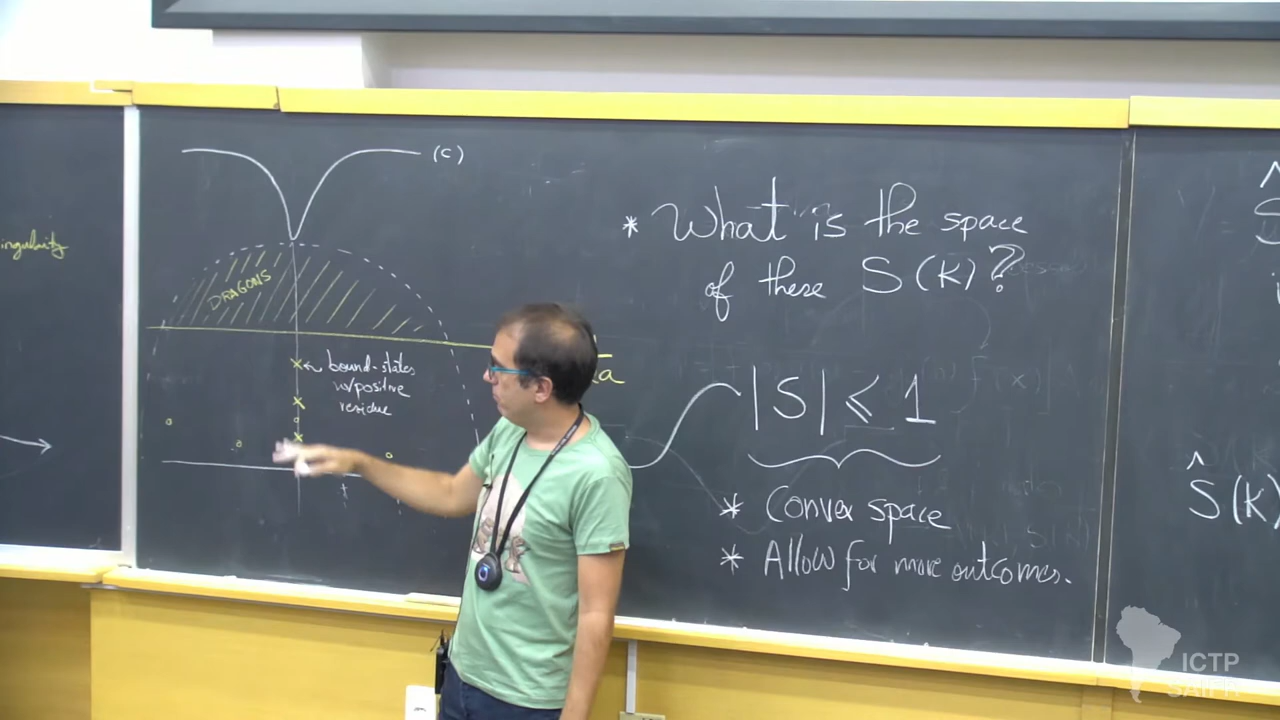 (C)
DRAGONS
bound-states
w/positive
residue
* What is the space
of these S(k)?
|S| ⩽ 1
* Convex space
* Allow for more outcomes.
Ŝ(k)
ICTP
SAIFR